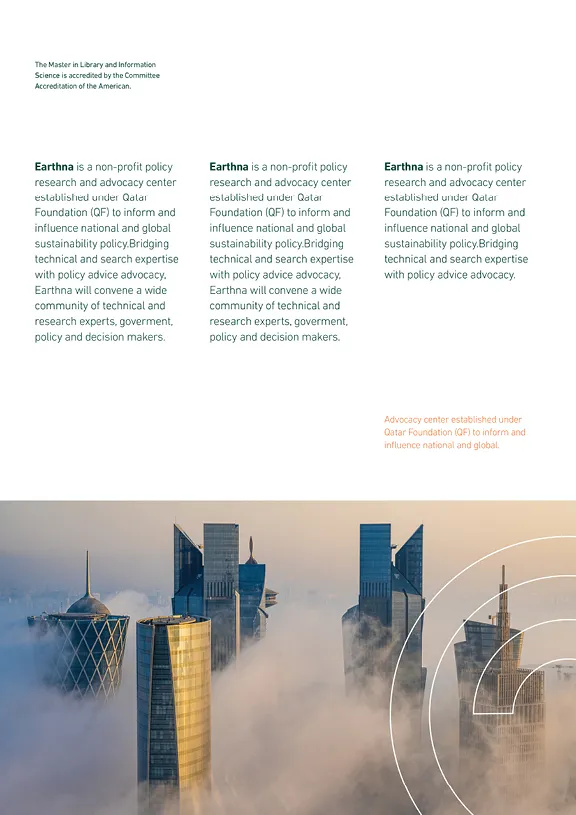 The Master in Library and Information
Science is accredited by the Committee
Accreditation of the American.
Earthna is a non-profit policy
research and advocacy center
established under Qatar
Foundation (QF) to inform and
influence national and global
sustainability policy.Bridging
technical and search expertise
with policy advice advocacy,
Earthna will convene a wide
community of technical and
research experts, goverment,
policy and decision makers.
Earthna is a non-profit policy
research and advocacy center
established under Qatar
Foundation (QF) to inform and
influence national and global
sustainability policy.Bridging
technical and search expertise
with policy advice advocacy,
Earthna will convene a wide
community of technical and
research experts, goverment,
policy and decision makers.
Earthna is a non-profit policy
research and advocacy center
established under Qatar
Foundation (QF) to inform and
influence national and global
sustainability policy.Bridging
technical and search expertise
with policy advice advocacy.
Advocacy center established under
Qatar Foundation (QF) to inform and
influence national and global.